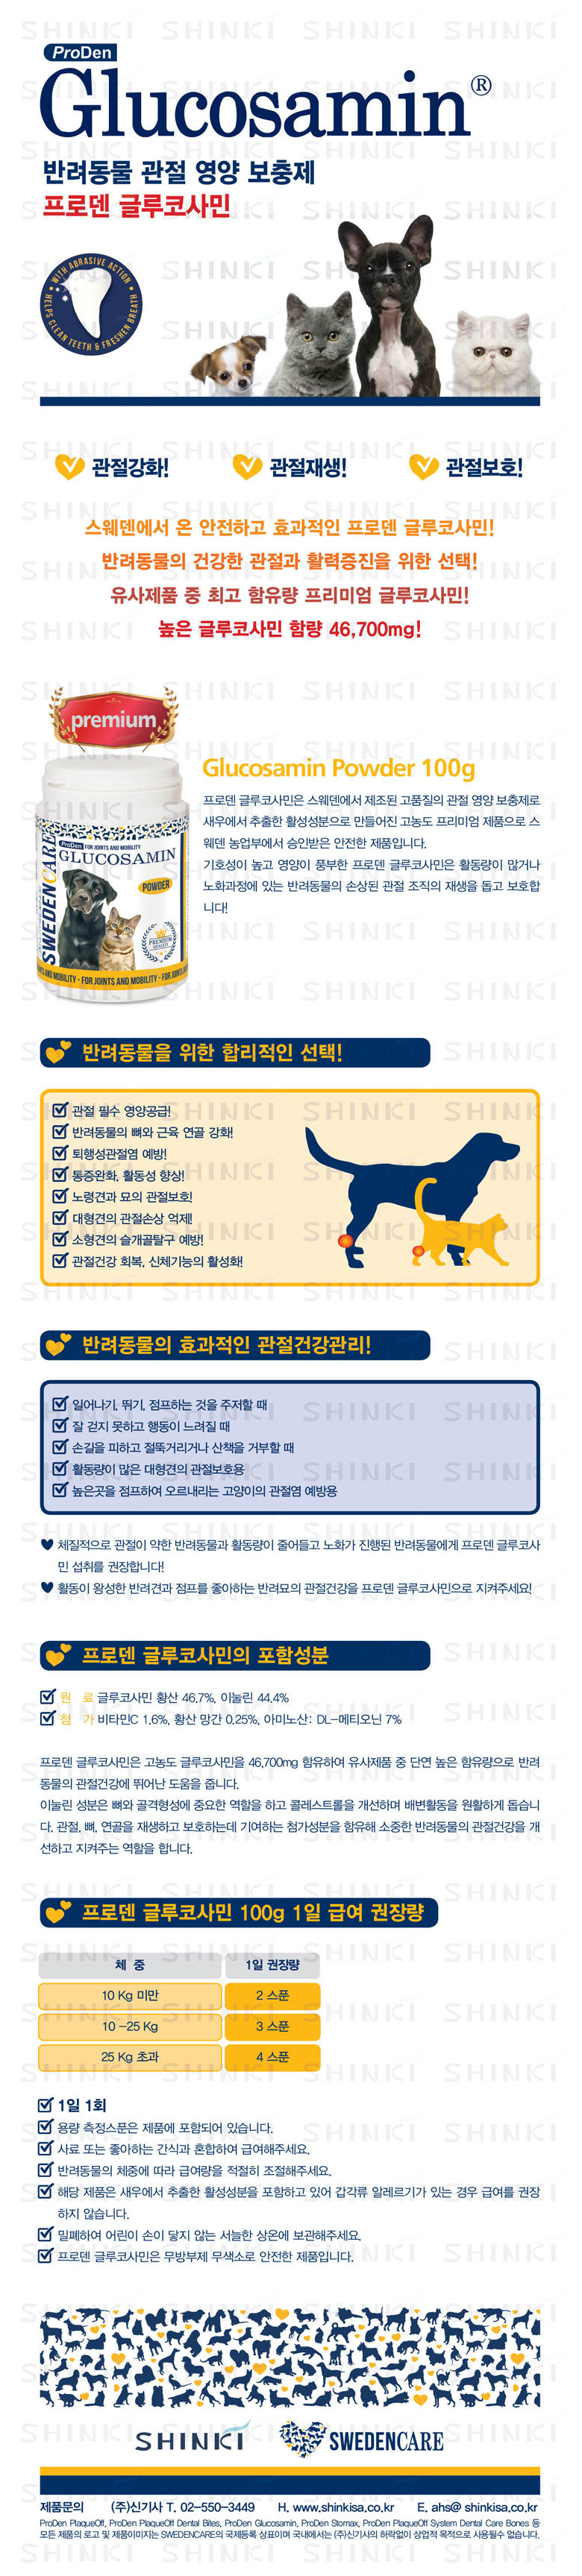 ProDen
Glucosamin®
반려동물 관절 영양 보충제
프로덴 글루코사민
WITH ABRASIVE ACTION • HELPS CLEAN TEETH & FRESHEN BREATH •
관절강화!
관절재생!
관절보호!
스웨덴에서 온 안전하고 효과적인 프로덴 글루코사민!
반려동물의 건강한 관절과 활력증진을 위한 선택!
유사제품 중 최고 함유량 프리미엄 글루코사민!
높은 글루코사민 함량 46,700mg!
premium
SWEDENCARE
ProDen FOR JOINTS AND MOBILITY
GLUCOSAMIN
POWDER
PREMIUM
QUALITY
AND MOBILITY - FOR JOINTS AND MOBILITY - FOR JOINTS
Glucosamin Powder 100g
프로덴 글루코사민은 스웨덴에서 제조된 고품질의 관절 영양 보충제로
새우에서 추출한 활성성분으로 만들어진 고농도 프리미엄 제품으로 스
웨덴 농업부에서 승인받은 안전한 제품입니다.
기호성이 높고 영양이 풍부한 프로덴 글루코사민은 활동량이 많거나
노화과정에 있는 반려동물의 손상된 관절 조직의 재생을 돕고 보호합
니다!
반려동물을 위한 합리적인 선택!
관절 필수 영양공급!
반려동물의 뼈와 근육 연골 강화!
퇴행성관절염 예방!
통증완화, 활동성 향상!
노령견과 묘의 관절보호!
대형견의 관절손상 억제!
소형견의 슬개골탈구 예방!
관절건강 회복, 신체기능의 활성화!
반려동물의 효과적인 관절건강관리!
일어나기, 뛰기, 점프하는 것을 주저할 때
잘 걷지 못하고 행동이 느려질 때
손길을 피하고 절뚝거리거나 산책을 거부할 때
활동량이 많은 대형견의 관절보호용
높은곳을 점프하여 오르내리는 고양이의 관절염 예방용
체질적으로 관절이 약한 반려동물과 활동량이 줄어들고 노화가 진행된 반려동물에게 프로덴 글루코사
민 섭취를 권장합니다!
활동이 왕성한 반려견과 점프를 좋아하는 반려묘의 관절건강을 프로덴 글루코사민으로 지켜주세요!
프로덴 글루코사민의 포함성분
원 료 글루코사민 황산 46.7%, 이눌린 44.4%
첨 가 비타민C 1.6%, 황산 망간 0.25%, 아미노산: DL-메티오닌 7%
프로덴 글루코사민은 고농도 글루코사민을 46,700mg 함유하여 유사제품 중 단연 높은 함유량으로 반려
동물의 관절건강에 뛰어난 도움을 줍니다.
이눌린 성분은 뼈와 골격형성에 중요한 역할을 하고 콜레스트롤을 개선하며 배변활동을 원활하게 돕습니
다. 관절, 뼈, 연골을 재생하고 보호하는데 기여하는 첨가성분을 함유해 소중한 반려동물의 관절건강을 개
선하고 지켜주는 역할을 합니다.
프로덴 글루코사민 100g 1일 급여 권장량
체 중 1일 권장량
10 Kg 미만 2 스푼
10 -25 Kg 3 스푼
25 Kg 초과 4 스푼
1일 1회
용량 측정스푼은 제품에 포함되어 있습니다.
사료 또는 좋아하는 간식과 혼합하여 급여해주세요.
반려동물의 체중에 따라 급여량을 적절히 조절해주세요.
해당 제품은 새우에서 추출한 활성성분을 포함하고 있어 갑각류 알레르기가 있는 경우 급여를 권장
하지 않습니다.
밀폐하여 어린이 손이 닿지 않는 서늘한 상온에 보관해주세요.
프로덴 글루코사민은 무방부제 무색소로 안전한 제품입니다.
SHINKI SWEDENCARE
제품문의 (주)신기사 T. 02-550-3449 H. www.shinkisa.co.kr E. ahs@ shinkisa.co.kr
ProDen PlaqueOff, ProDen PlaqueOff Dental Bites, ProDen Glucosamin, ProDen Stomax, ProDen PlaqueOff System Dental Care Bones 등
모든 제품의 로고 및 제품이미지는 SWEDENCARE의 국제등록 상표이며 국내에서는 (주)신기사의 허락없이 상업적 목적으로 사용될수 없습니다.